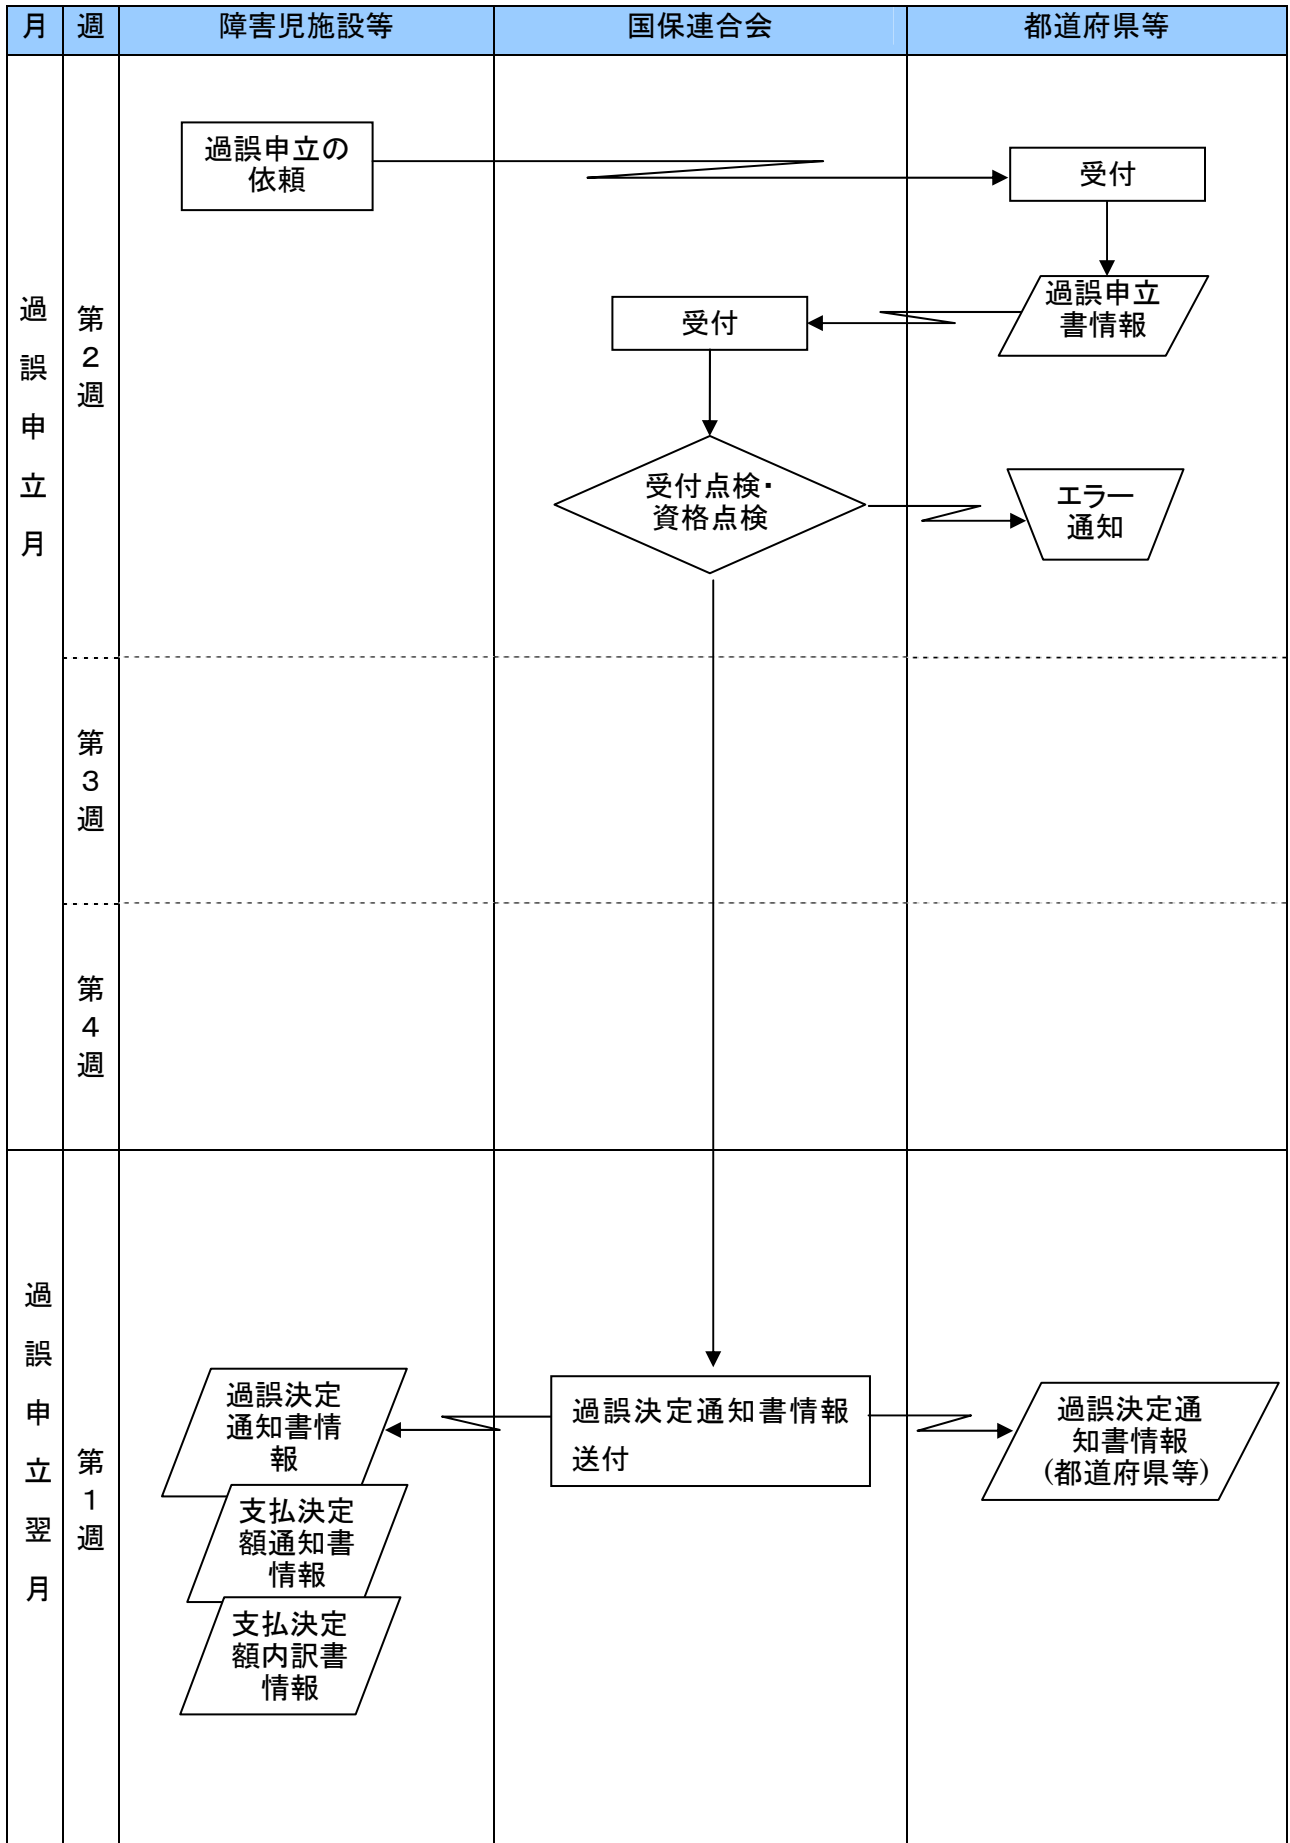 月 週 障害児施設等 国保連合会 都道府県等
過誤申立月
第2週
過誤申立の
依頼
受付
過誤申立
書情報
受付
受付点検・
資格点検
エラー
通知
第3週
第4週
過誤申立翌月
第1週
過誤決定
通知書情
報
支払決定
額通知書
情報
支払決定
額内訳書
情報
過誤決定通知書情報
送付
過誤決定通
知書情報
(都道府県等)